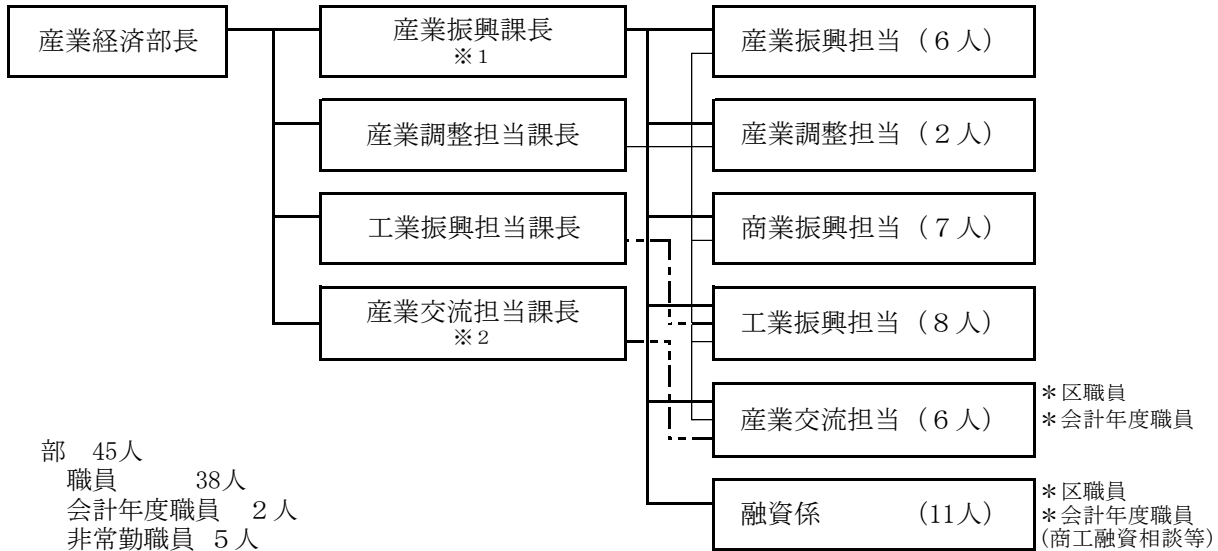 産業経済部長
産業振興課長
※1
産業調整担当課長
工業振興担当課長
産業交流担当課長
※2
産業振興担当（6人）
産業調整担当（2人）
商業振興担当（7人）
工業振興担当（8人）
産業交流担当（6人）
＊区職員
＊会計年度職員
融資係　　　（11人）
＊区職員
＊会計年度職員
(商工融資相談等)
部　45人
職員　　　38人
会計年度職員　2人
非常勤職員　5人